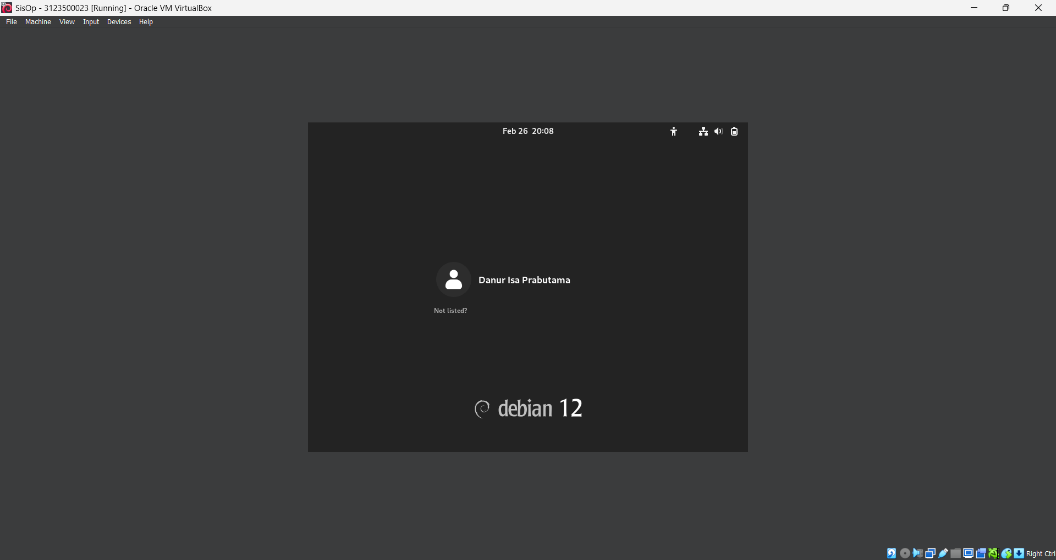 SisOp - 3123500023 [Running] - Oracle VM VirtualBox
File Machine View Input Devices Help
Feb 26 20:08
Danur Isa Prabutama
Not listed?
debian 12
Right Ctrl